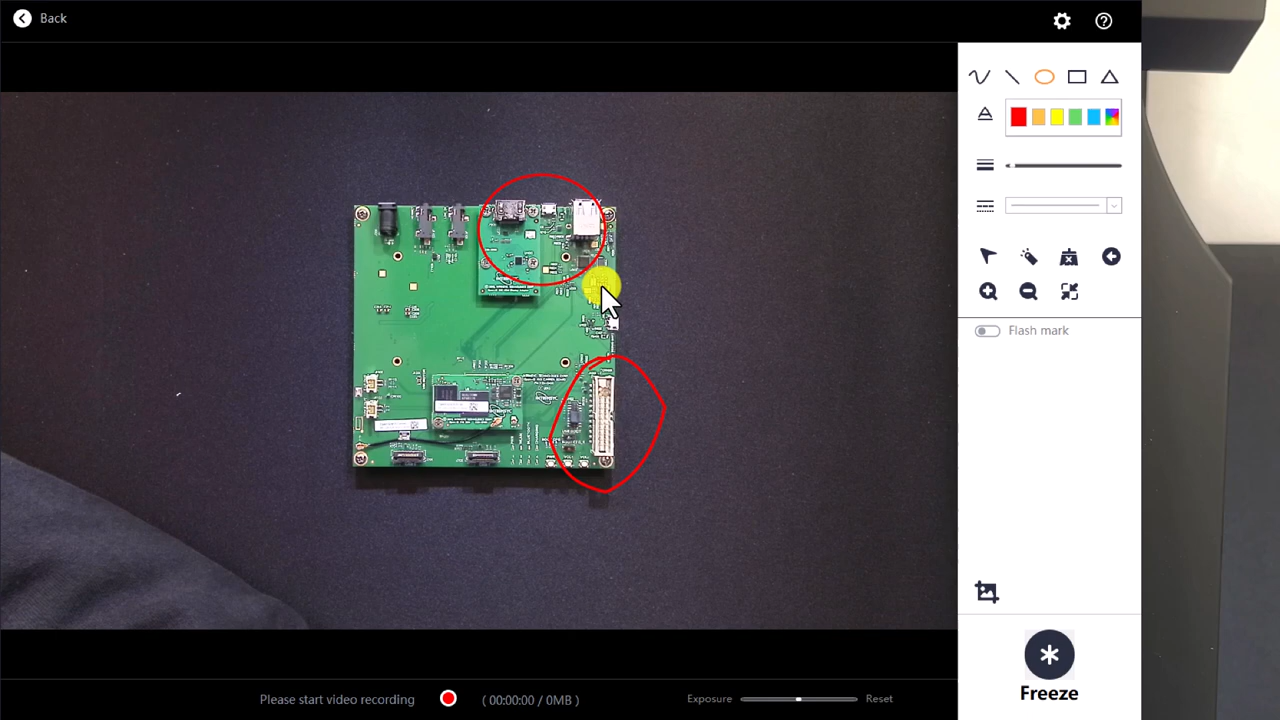 Back
Flash mark
Freeze
Please start video recording
( 00:00:00 / 0MB )
Exposure
Reset